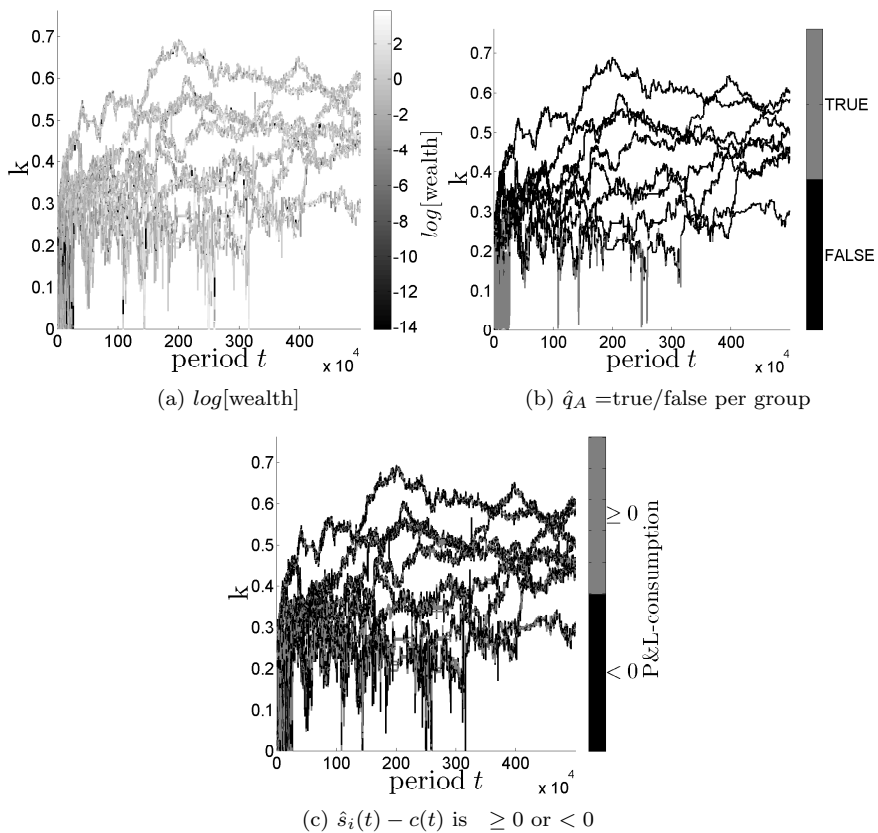 0.7
0.6
0.5
0.4
0.3
0.2
0.1
0
k
0 100 200 300 400
period t
x 10^4
2
0
-2
-4
-6
-8
-10
-12
-14
log[wealth]
(a) log[wealth]
0.7
0.6
0.5
0.4
0.3
0.2
0.1
0
k
0 100 200 300 400
period t
x 10^4
TRUE
FALSE
(b) q̂_A =true/false per group
0.7
0.6
0.5
0.4
0.3
0.2
0.1
0
k
0 100 200 300 400
period t
x 10^4
≥ 0
< 0
P&L-consumption
(c) ŝ_i(t) − c(t) is ≥ 0 or < 0